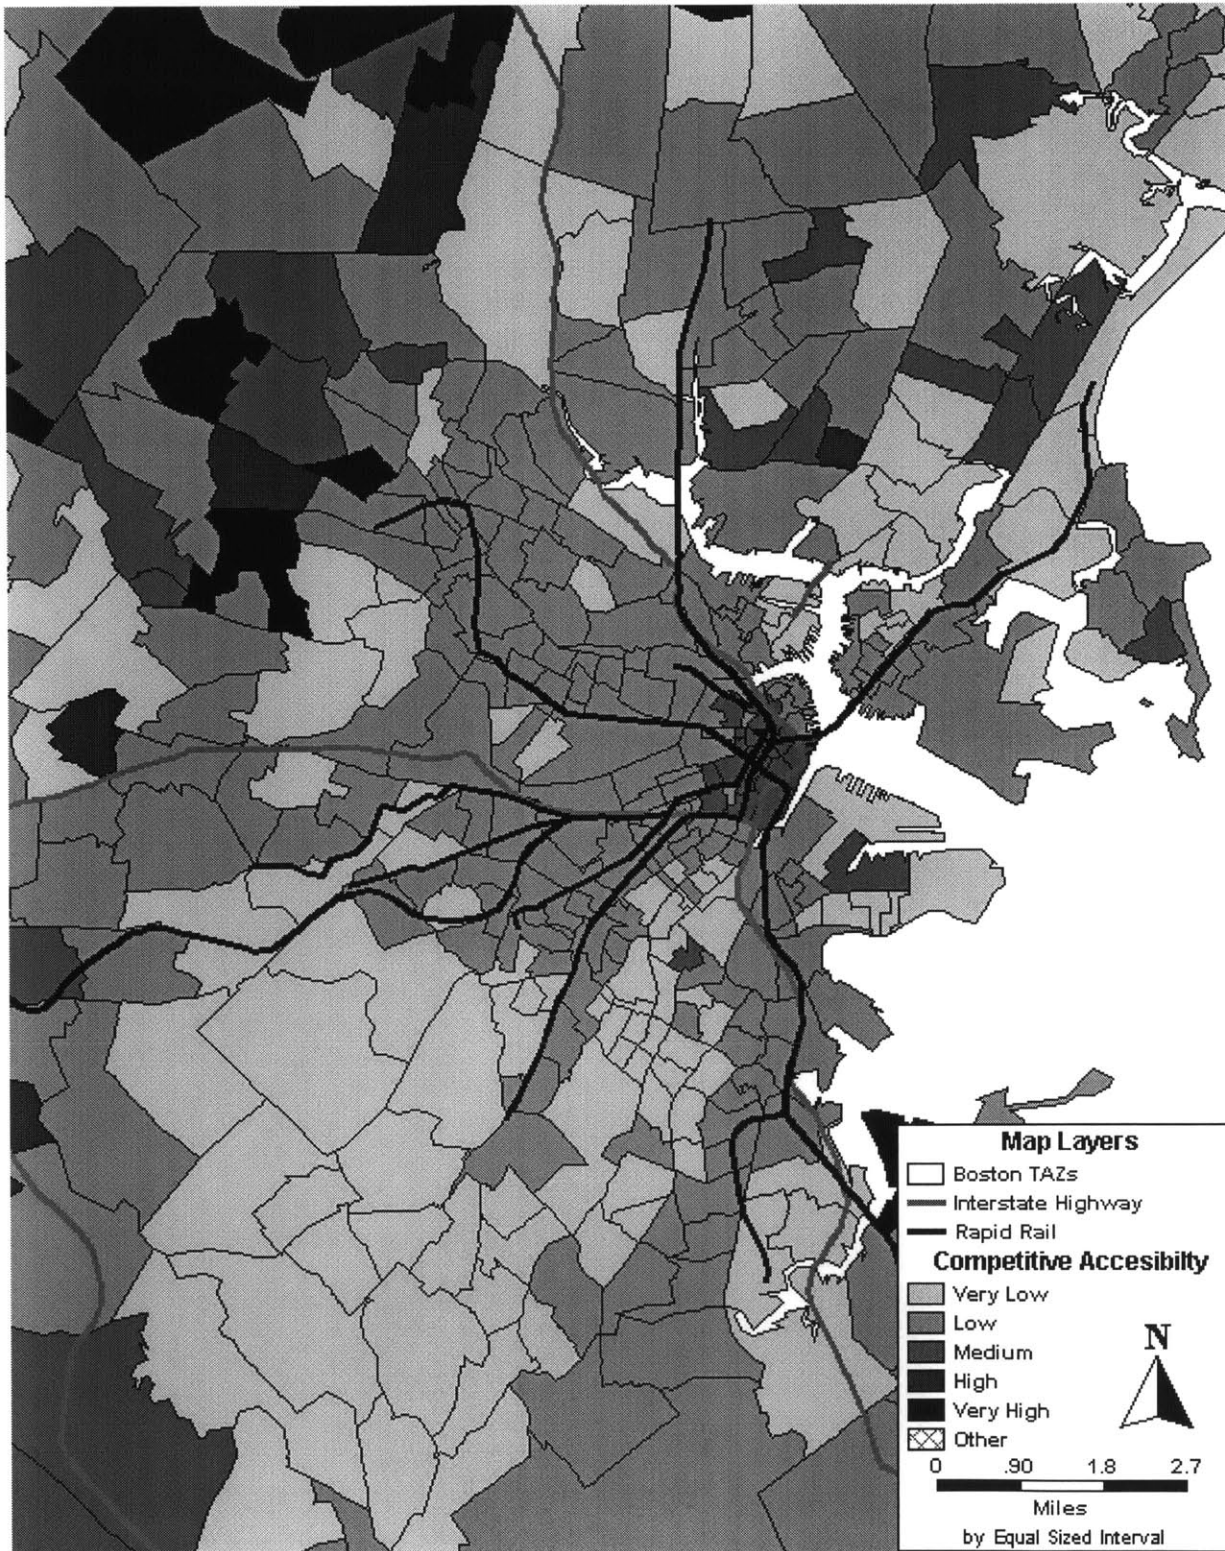 Map Layers
Boston TAZs
Interstate Highway
Rapid Rail
Competitive Accesibilty
Very Low
Low
Medium
High
Very High
Other
N
0 .90 1.8 2.7
Miles
by Equal Sized Interval